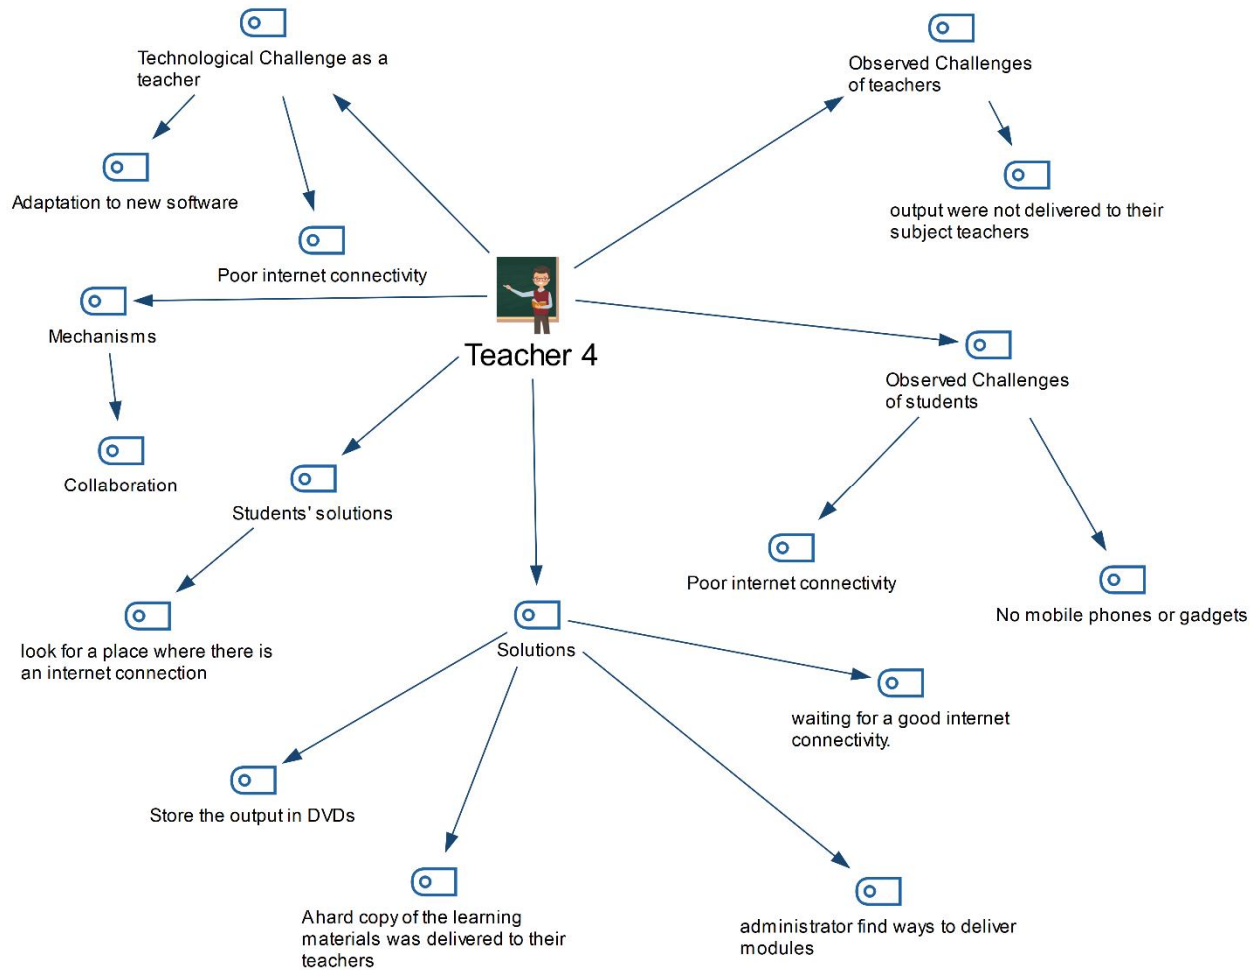 Technological Challenge as a
teacher
Observed Challenges
of teachers
Adaptation to new software
output were not delivered to their
subject teachers
Poor internet connectivity
Mechanisms
Teacher 4
Observed Challenges
of students
Collaboration
Students' solutions
Poor internet connectivity
No mobile phones or gadgets
look for a place where there is
an internet connection
Solutions
waiting for a good internet
connectivity.
Store the output in DVDs
A hard copy of the learning
materials was delivered to their
teachers
administrator find ways to deliver
modules